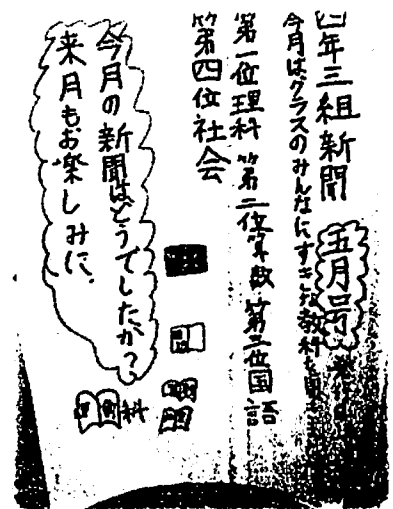 年三組新聞 五月号
今月はクラスのみんなにすきな教科を
第一位理科 第二位算数 第三位国語
第四位社会
今月の新聞はどうでしたか?
来月もお楽しみに.
科